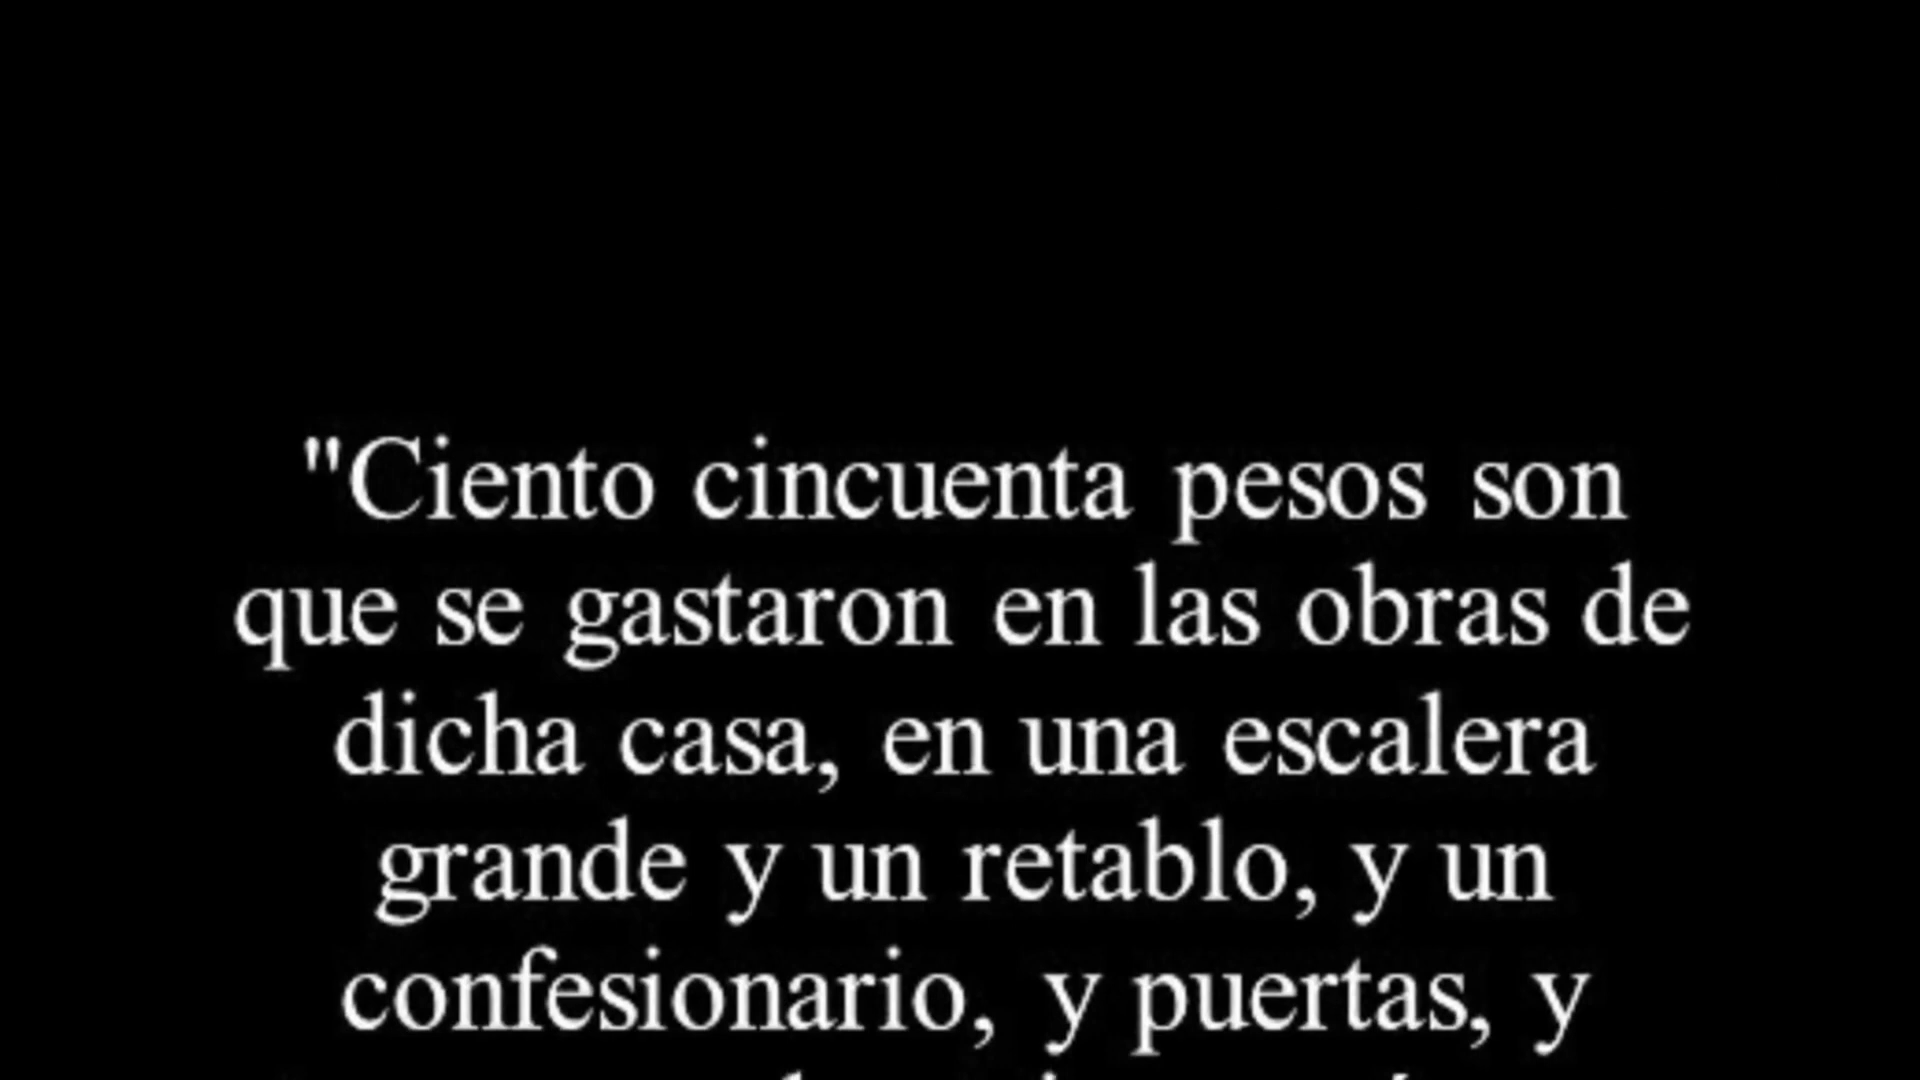 "Ciento cincuenta pesos son
que se gastaron en las obras de
dicha casa, en una escalera
grande y un retablo, y un
confesionario, y puertas, y